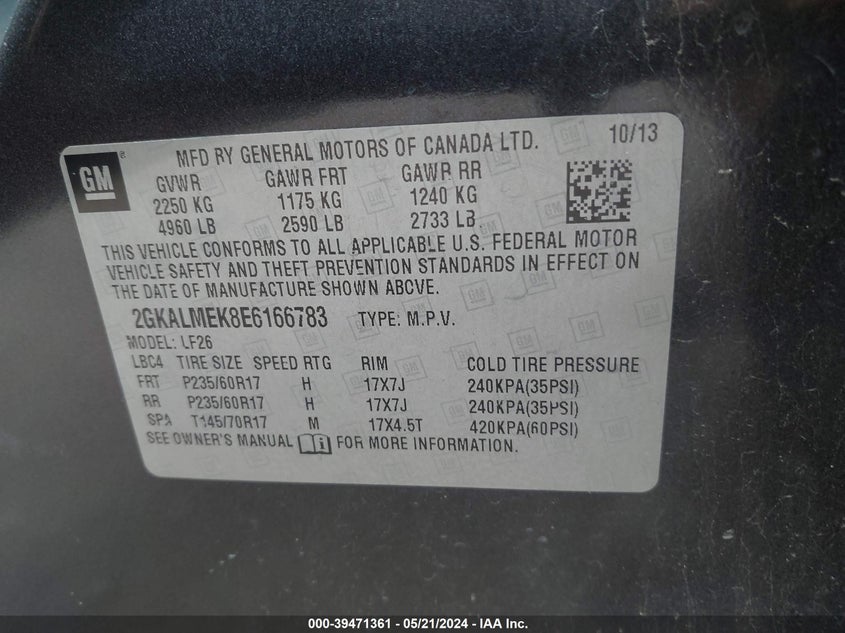 GM
MFD BY GENERAL MOTORS OF CANADA LTD. 10/13
GVWR GAWR FRT GAWR RR
2250 KG 1175 KG 1240 KG
4960 LB 2590 LB 2733 LB
THIS VEHICLE CONFORMS TO ALL APPLICABLE U.S. FEDERAL MOTOR
VEHICLE SAFETY AND THEFT PREVENTION STANDARDS IN EFFECT ON
THE DATE OF MANUFACTURE SHOWN ABOVE.
2GKALMEK8E6166783 TYPE: M.P.V.
MODEL: LF26
LBC4 TIRE SIZE SPEED RTG RIM COLD TIRE PRESSURE
FRT P235/60R17 H 17X7J 240KPA(35PSI)
RR P235/60R17 H 17X7J 240KPA(35PSI)
SPA T145/70R17 M 17X4.5T 420KPA(60PSI)
SEE OWNER'S MANUAL FOR MORE INFORMATION.
000-39471361 - 05/21/2024 - IAA Inc.